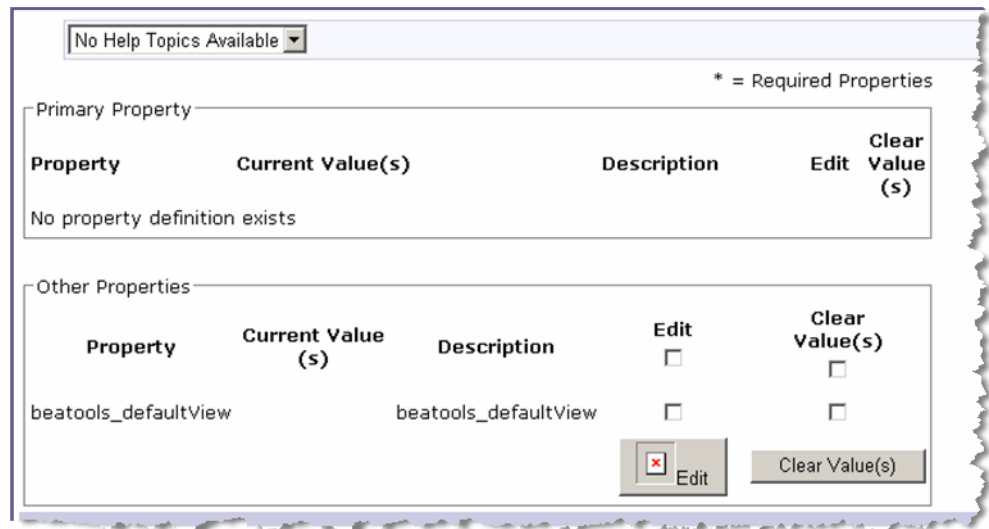 No Help Topics Available
* = Required Properties
Primary Property
Property Current Value(s) Description Edit Clear Value (s)
No property definition exists
Other Properties
Property Current Value (s) Description Edit Clear Value(s)
beatools_defaultView beatools_defaultView
Edit Clear Value(s)